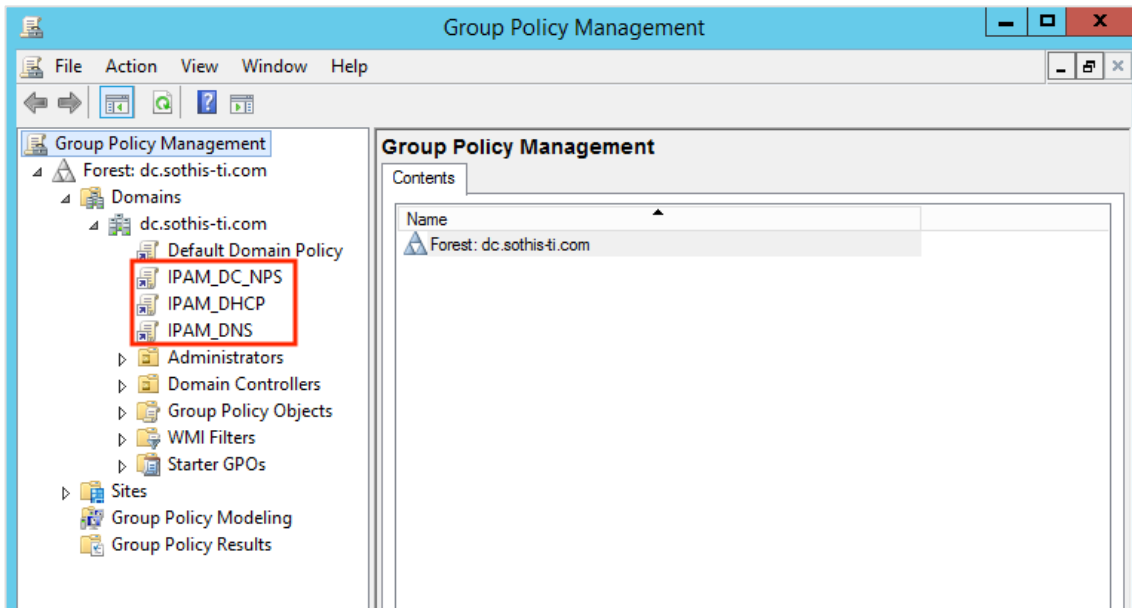 Group Policy Management
File Action View Window Help
Group Policy Management
Forest: dc.sothis-ti.com
Domains
dc.sothis-ti.com
Default Domain Policy
IPAM_DC_NPS
IPAM_DHCP
IPAM_DNS
Administrators
Domain Controllers
Group Policy Objects
WMI Filters
Starter GPOs
Sites
Group Policy Modeling
Group Policy Results
Group Policy Management
Contents
Name
Forest: dc.sothis-ti.com